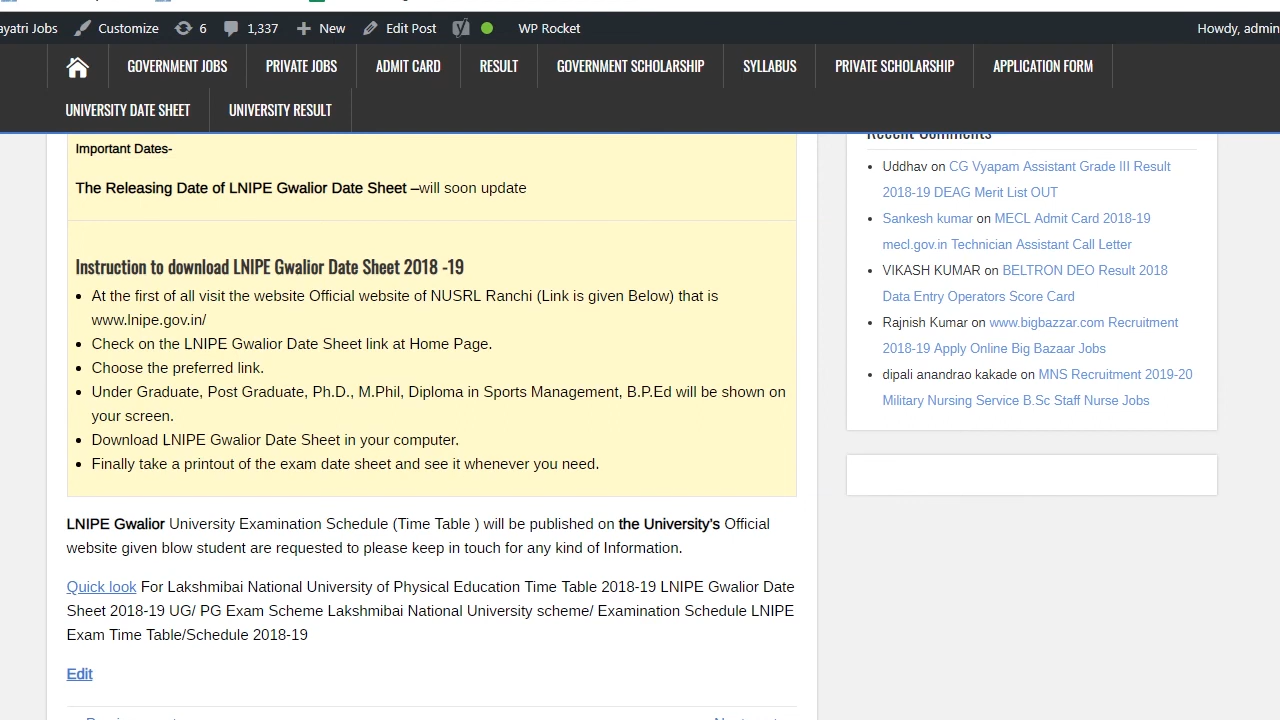 ayatri Jobs Customize 6 1,337 New Edit Post WP Rocket Howdy, admin
GOVERNMENT JOBS PRIVATE JOBS ADMIT CARD RESULT GOVERNMENT SCHOLARSHIP SYLLABUS PRIVATE SCHOLARSHIP APPLICATION FORM
UNIVERSITY DATE SHEET UNIVERSITY RESULT
Important Dates-
The Releasing Date of LNIPE Gwalior Date Sheet –will soon update
Instruction to download LNIPE Gwalior Date Sheet 2018 -19
At the first of all visit the website Official website of NUSRL Ranchi (Link is given Below) that is
www.lnipe.gov.in/
Check on the LNIPE Gwalior Date Sheet link at Home Page.
Choose the preferred link.
Under Graduate, Post Graduate, Ph.D., M.Phil, Diploma in Sports Management, B.P.Ed will be shown on
your screen.
Download LNIPE Gwalior Date Sheet in your computer.
Finally take a printout of the exam date sheet and see it whenever you need.
LNIPE Gwalior University Examination Schedule (Time Table ) will be published on the University's Official
website given blow student are requested to please keep in touch for any kind of Information.
Quick look For Lakshmibai National University of Physical Education Time Table 2018-19 LNIPE Gwalior Date
Sheet 2018-19 UG/ PG Exam Scheme Lakshmibai National University scheme/ Examination Schedule LNIPE
Exam Time Table/Schedule 2018-19
Edit
Recent Comments
Uddhav on CG Vyapam Assistant Grade III Result
2018-19 DEAG Merit List OUT
Sankesh kumar on MECL Admit Card 2018-19
mecl.gov.in Technician Assistant Call Letter
VIKASH KUMAR on BELTRON DEO Result 2018
Data Entry Operators Score Card
Rajnish Kumar on www.bigbazzar.com Recruitment
2018-19 Apply Online Big Bazaar Jobs
dipali anandrao kakade on MNS Recruitment 2019-20
Military Nursing Service B.Sc Staff Nurse Jobs